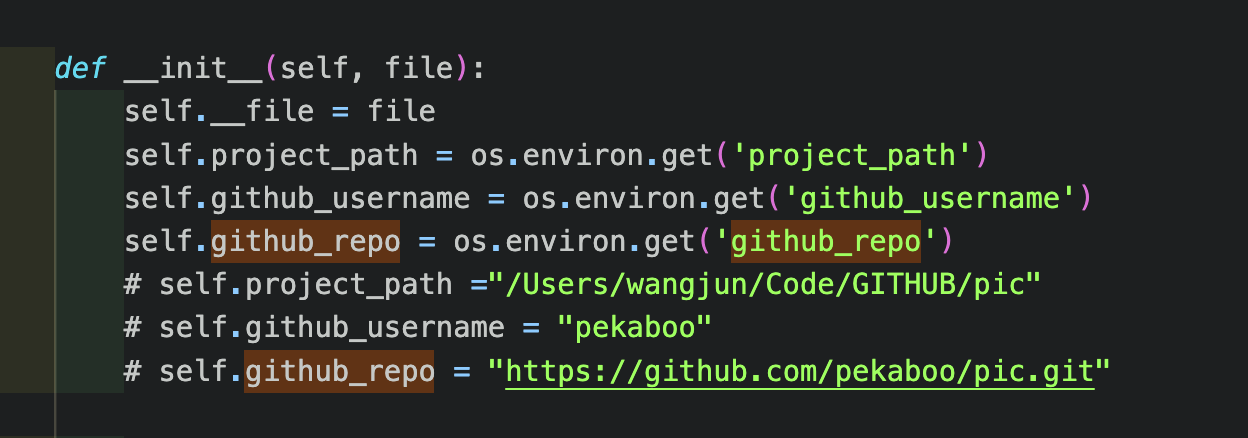 def __init__(self, file):
self.__file = file
self.project_path = os.environ.get('project_path')
self.github_username = os.environ.get('github_username')
self.github_repo = os.environ.get('github_repo')
# self.project_path ="/Users/wangjun/Code/GITHUB/pic"
# self.github_username = "pekaboo"
# self.github_repo = "https://github.com/pekaboo/pic.git"